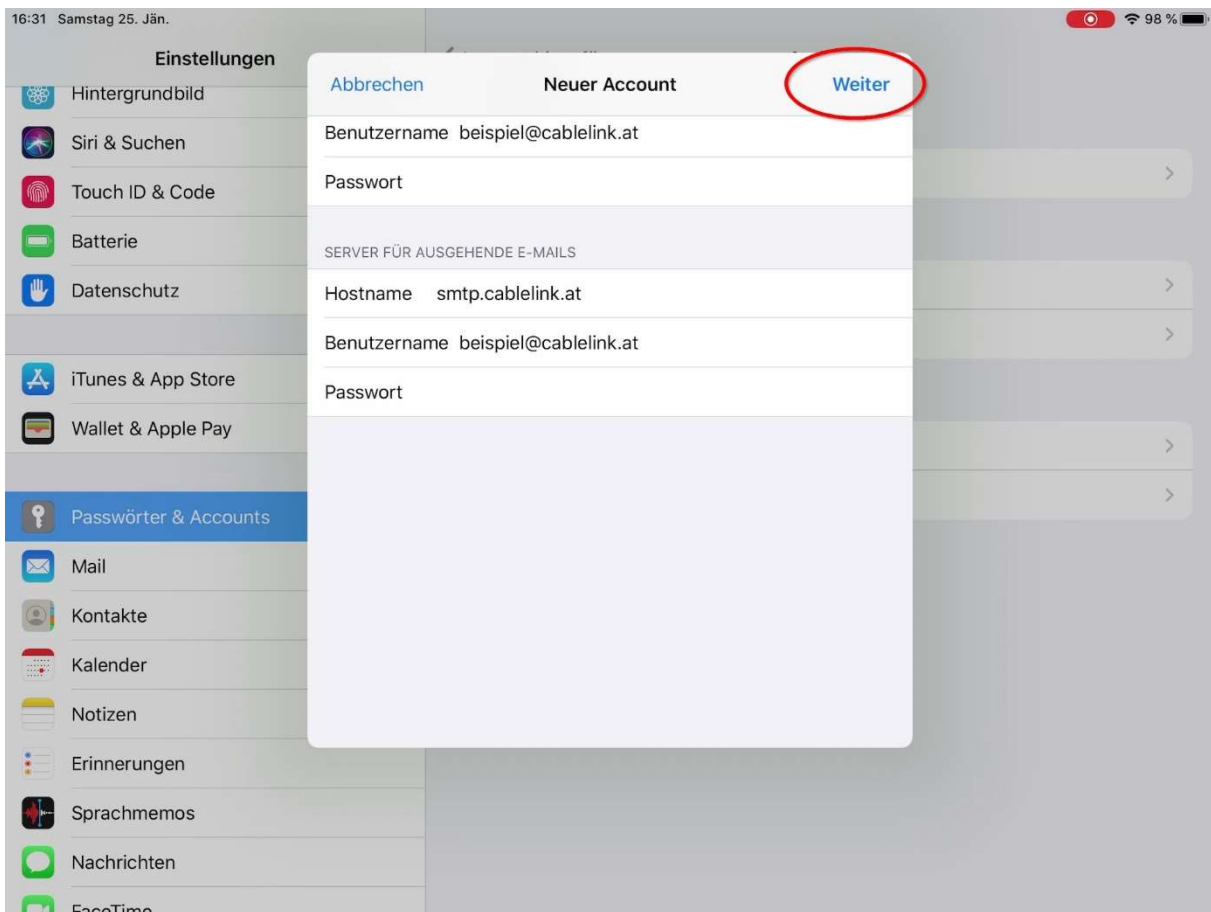 16:31 Samstag 25. Jän.
98 %
Einstellungen
Hintergrundbild
Siri & Suchen
Touch ID & Code
Batterie
Datenschutz
iTunes & App Store
Wallet & Apple Pay
Passwörter & Accounts
Mail
Kontakte
Kalender
Notizen
Erinnerungen
Sprachmemos
Nachrichten
FaceTime
Abbrechen Neuer Account Weiter
Benutzername beispiel@cablelink.at
Passwort
SERVER FÜR AUSGEHENDE E-MAILS
Hostname smtp.cablelink.at
Benutzername beispiel@cablelink.at
Passwort